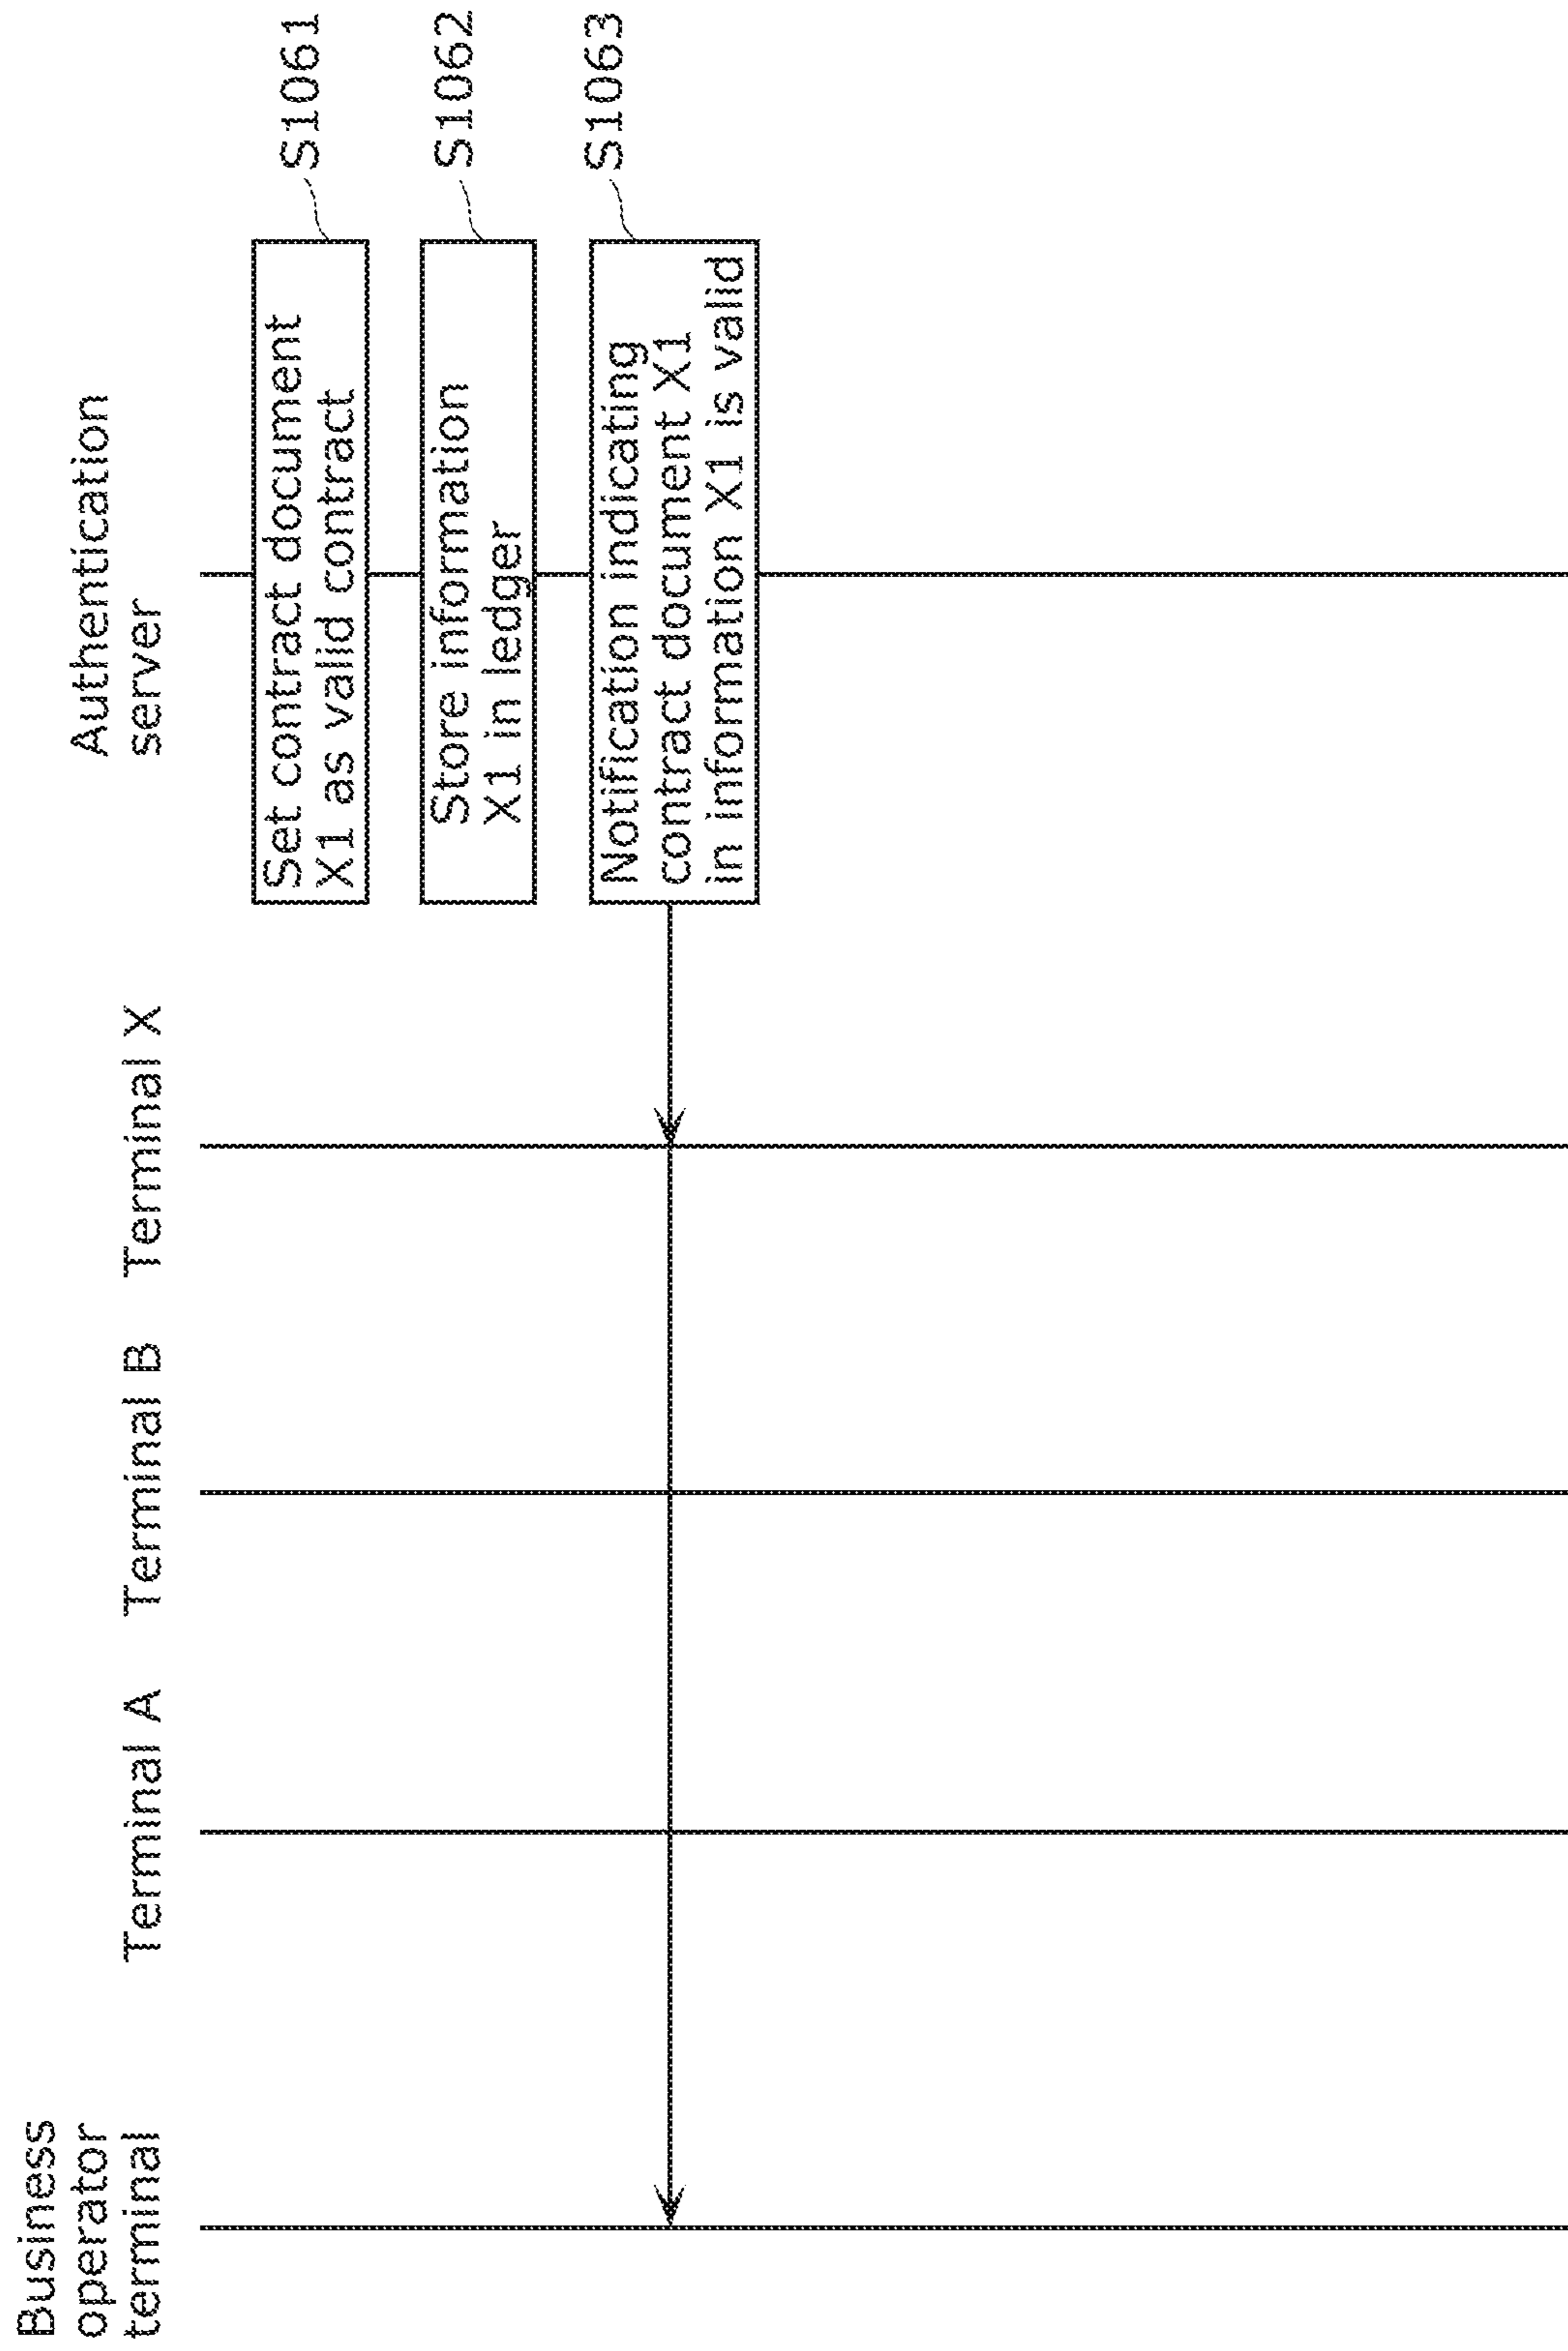 Business
operator
terminal
Terminal A
Terminal B
Terminal X
Authentication
server
Set contract document
X1 as valid contract
S1061
Store information
X1 in ledger
S1062
Notification indicating
contract document X1
in information X1 is valid
S1063